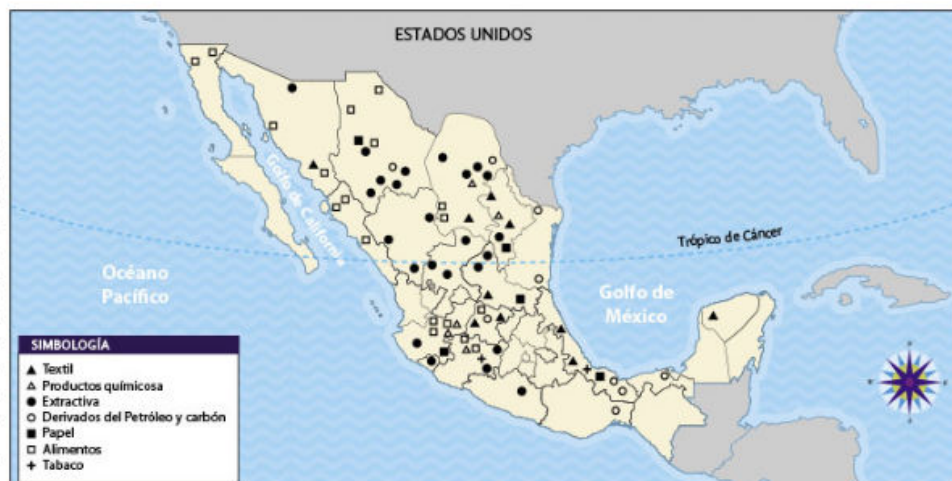 ESTADOS UNIDOS
Golfo de California
Trópico de Cáncer
Océano
Pacífico
Golfo de
México
SIMBOLOGÍA
Textil
Productos químicosa
Extractiva
Derivados del Petróleo y carbón
Papel
Alimentos
Tabaco